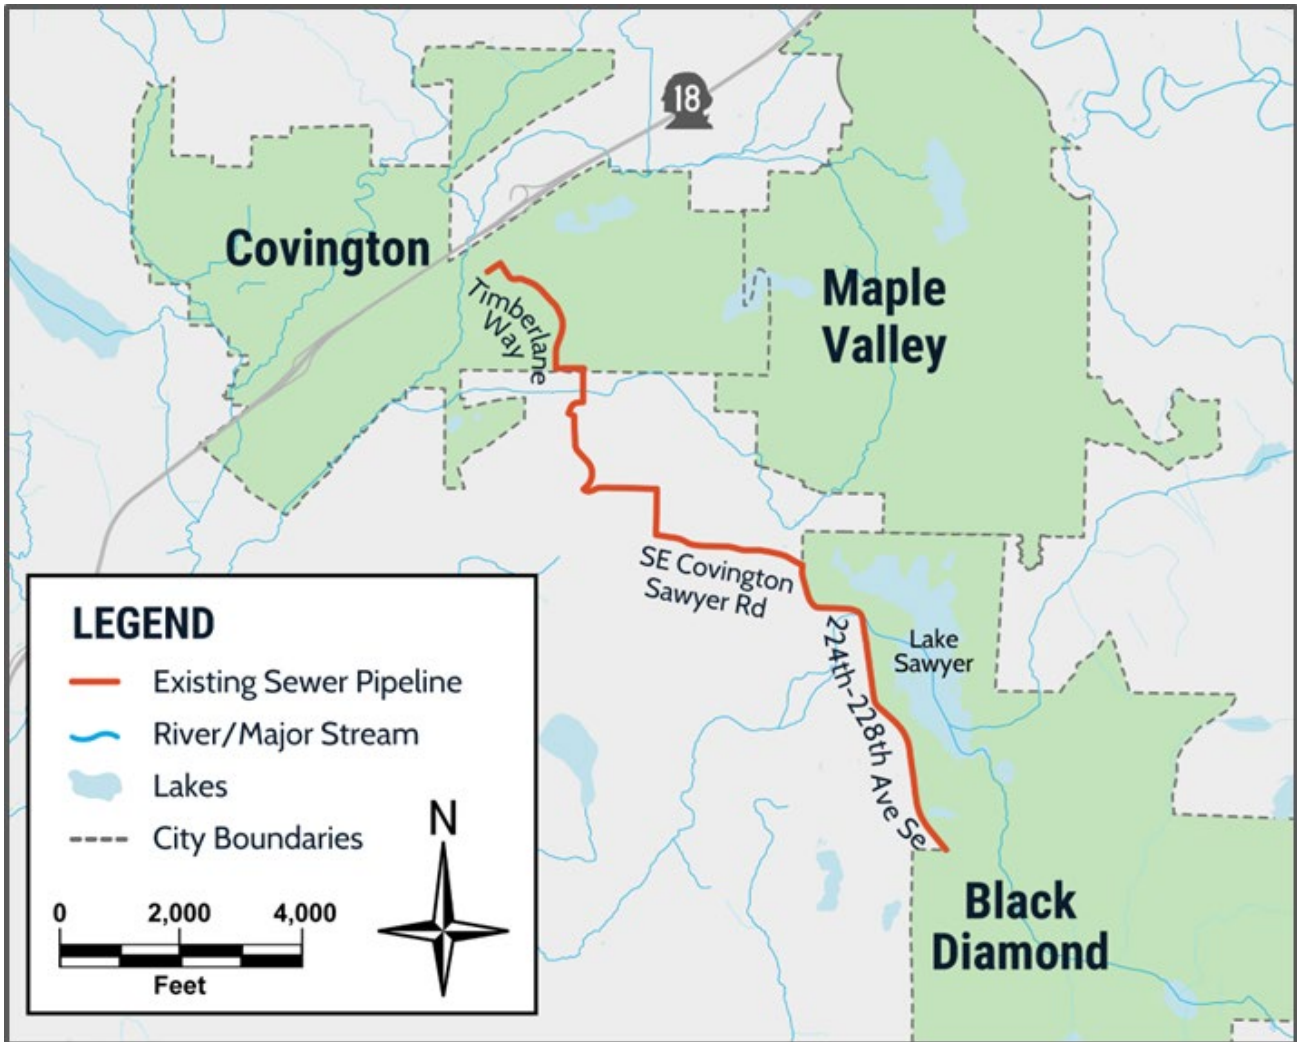 18
Covington
Maple
Valley
Timberlane
Way
SE Covington
Sawyer Rd
Lake
Sawyer
224th-228th Ave Se
Black
Diamond
LEGEND
Existing Sewer Pipeline
River/Major Stream
Lakes
City Boundaries
N
0 2,000 4,000
Feet